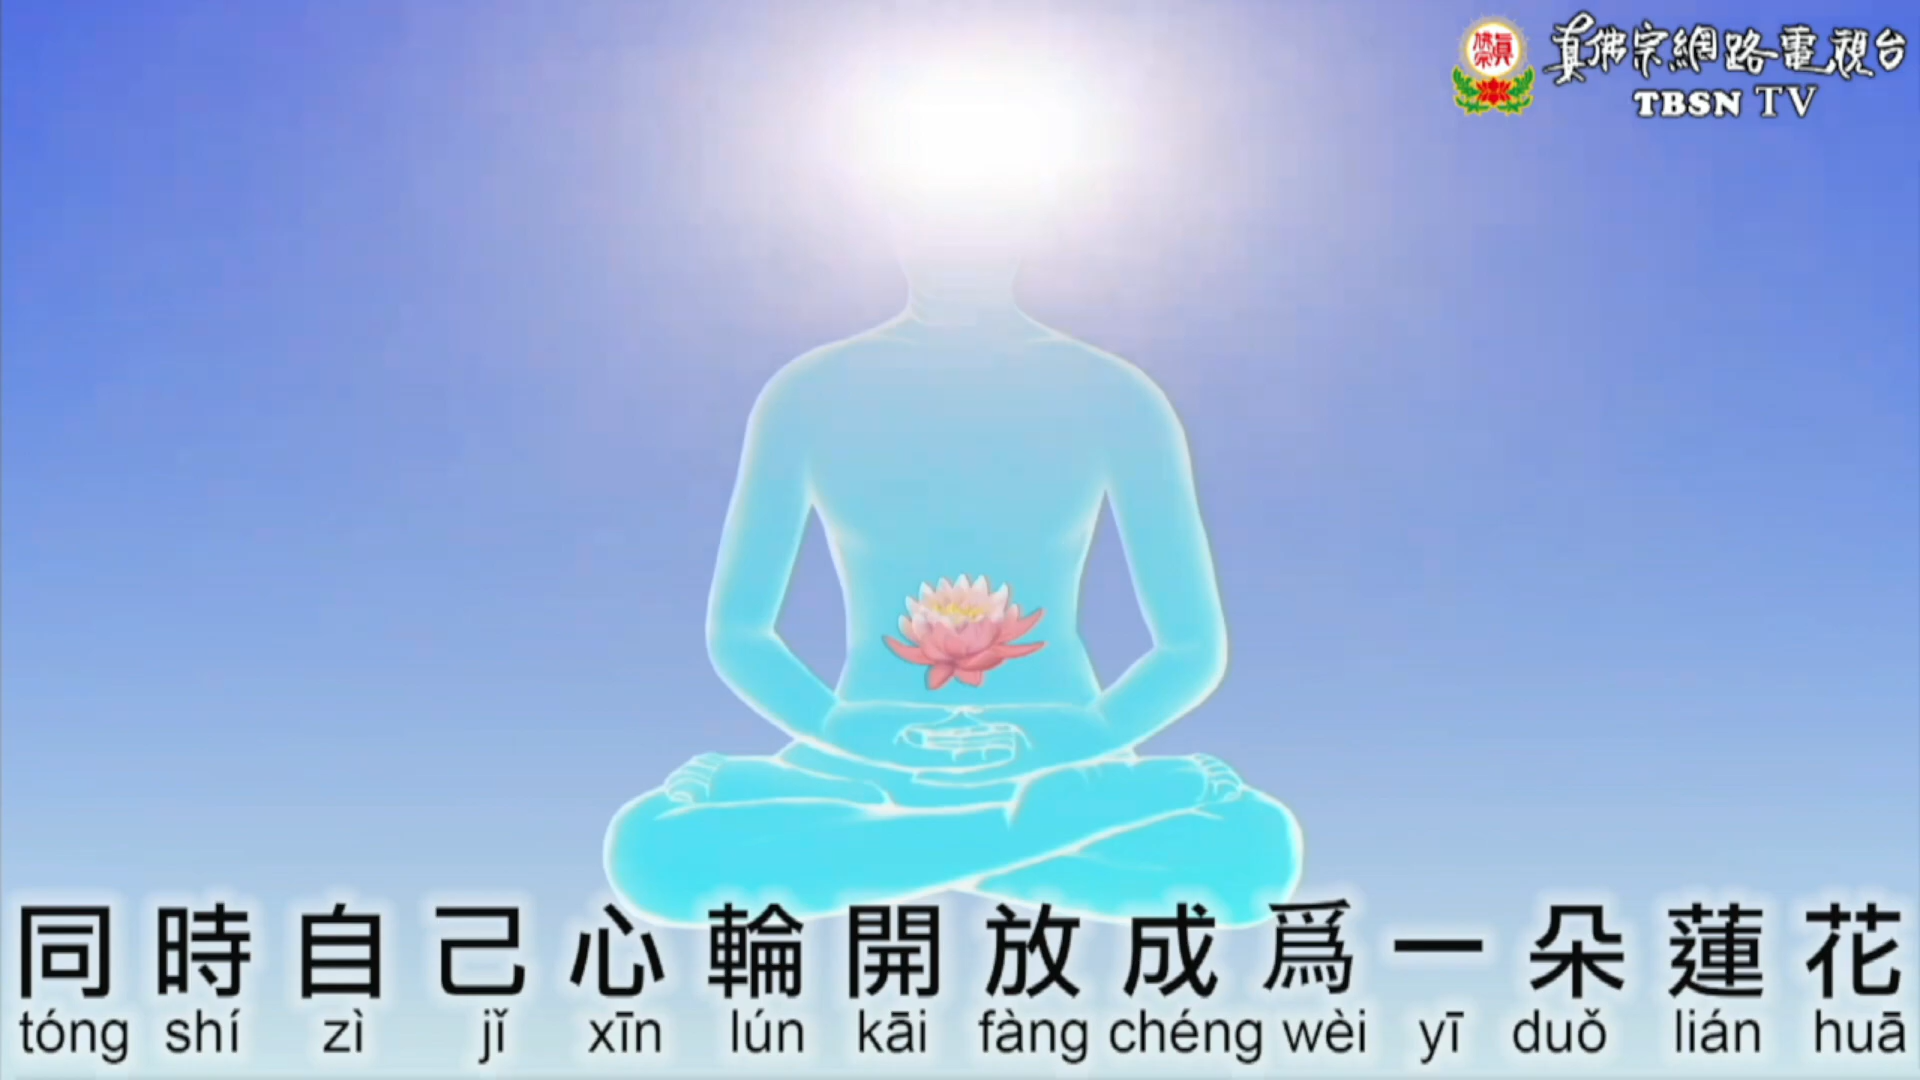 真佛宗網路電視台
TBSN TV
同時自己心輪開放成爲一朵蓮花
tóng shí zì jǐ xīn lún kāi fàng chéng wèi yī duǒ lián huā